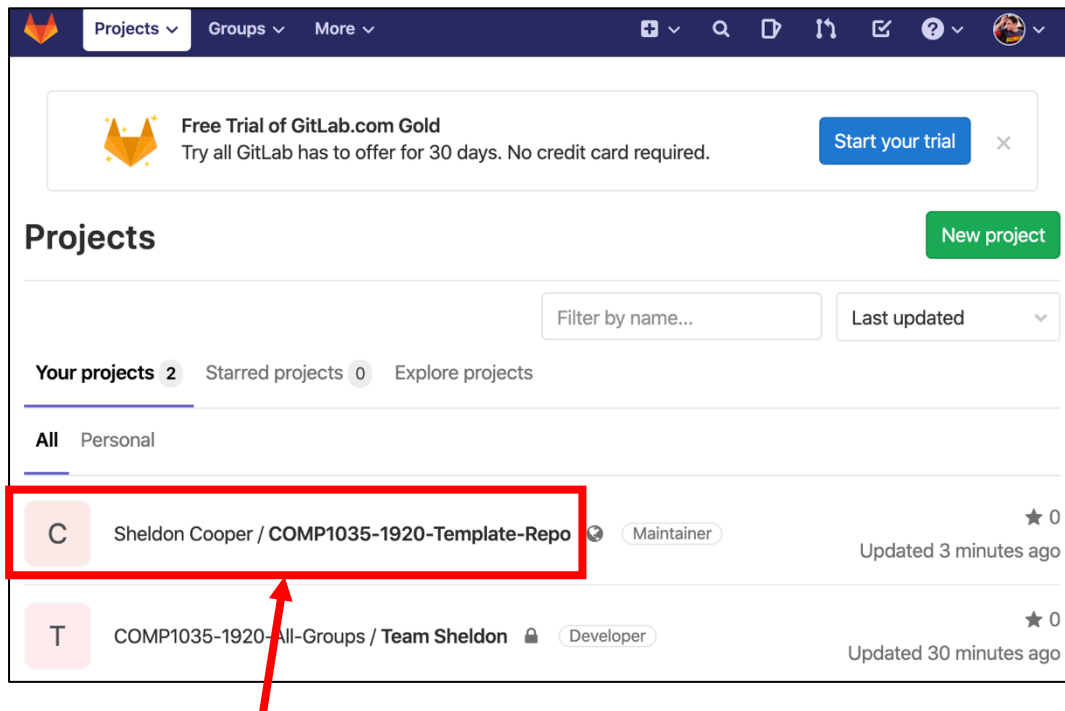 Projects Groups More
Free Trial of GitLab.com Gold
Try all GitLab has to offer for 30 days. No credit card required.
Start your trial
Projects
New project
Filter by name...
Last updated
Your projects 2 Starred projects 0 Explore projects
All Personal
C
Sheldon Cooper / COMP1035-1920-Template-Repo
Maintainer
0
Updated 3 minutes ago
T
COMP1035-1920-All-Groups / Team Sheldon
Developer
0
Updated 30 minutes ago